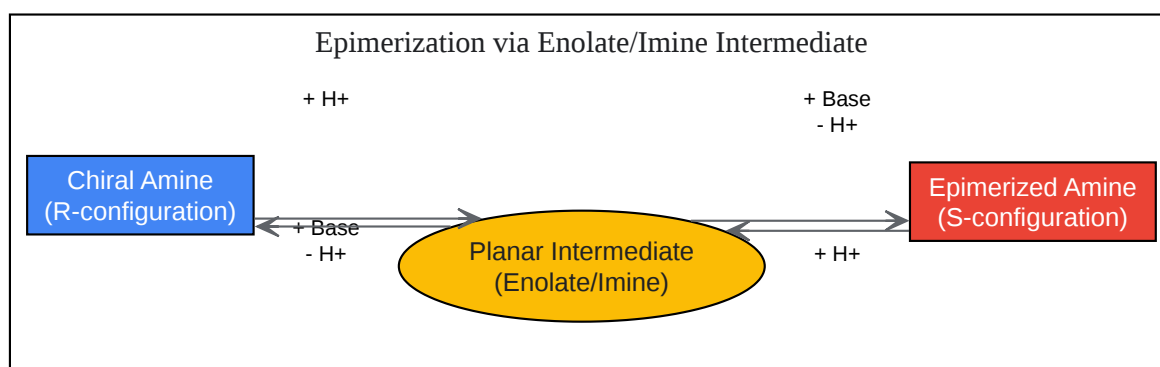 Epimerization via Enolate/Imine Intermediate
+ H+
+ Base
- H+
Chiral Amine
(R-configuration)
Epimerized Amine
(S-configuration)
+ Base
- H+
Planar Intermediate
(Enolate/Imine)
+ H+